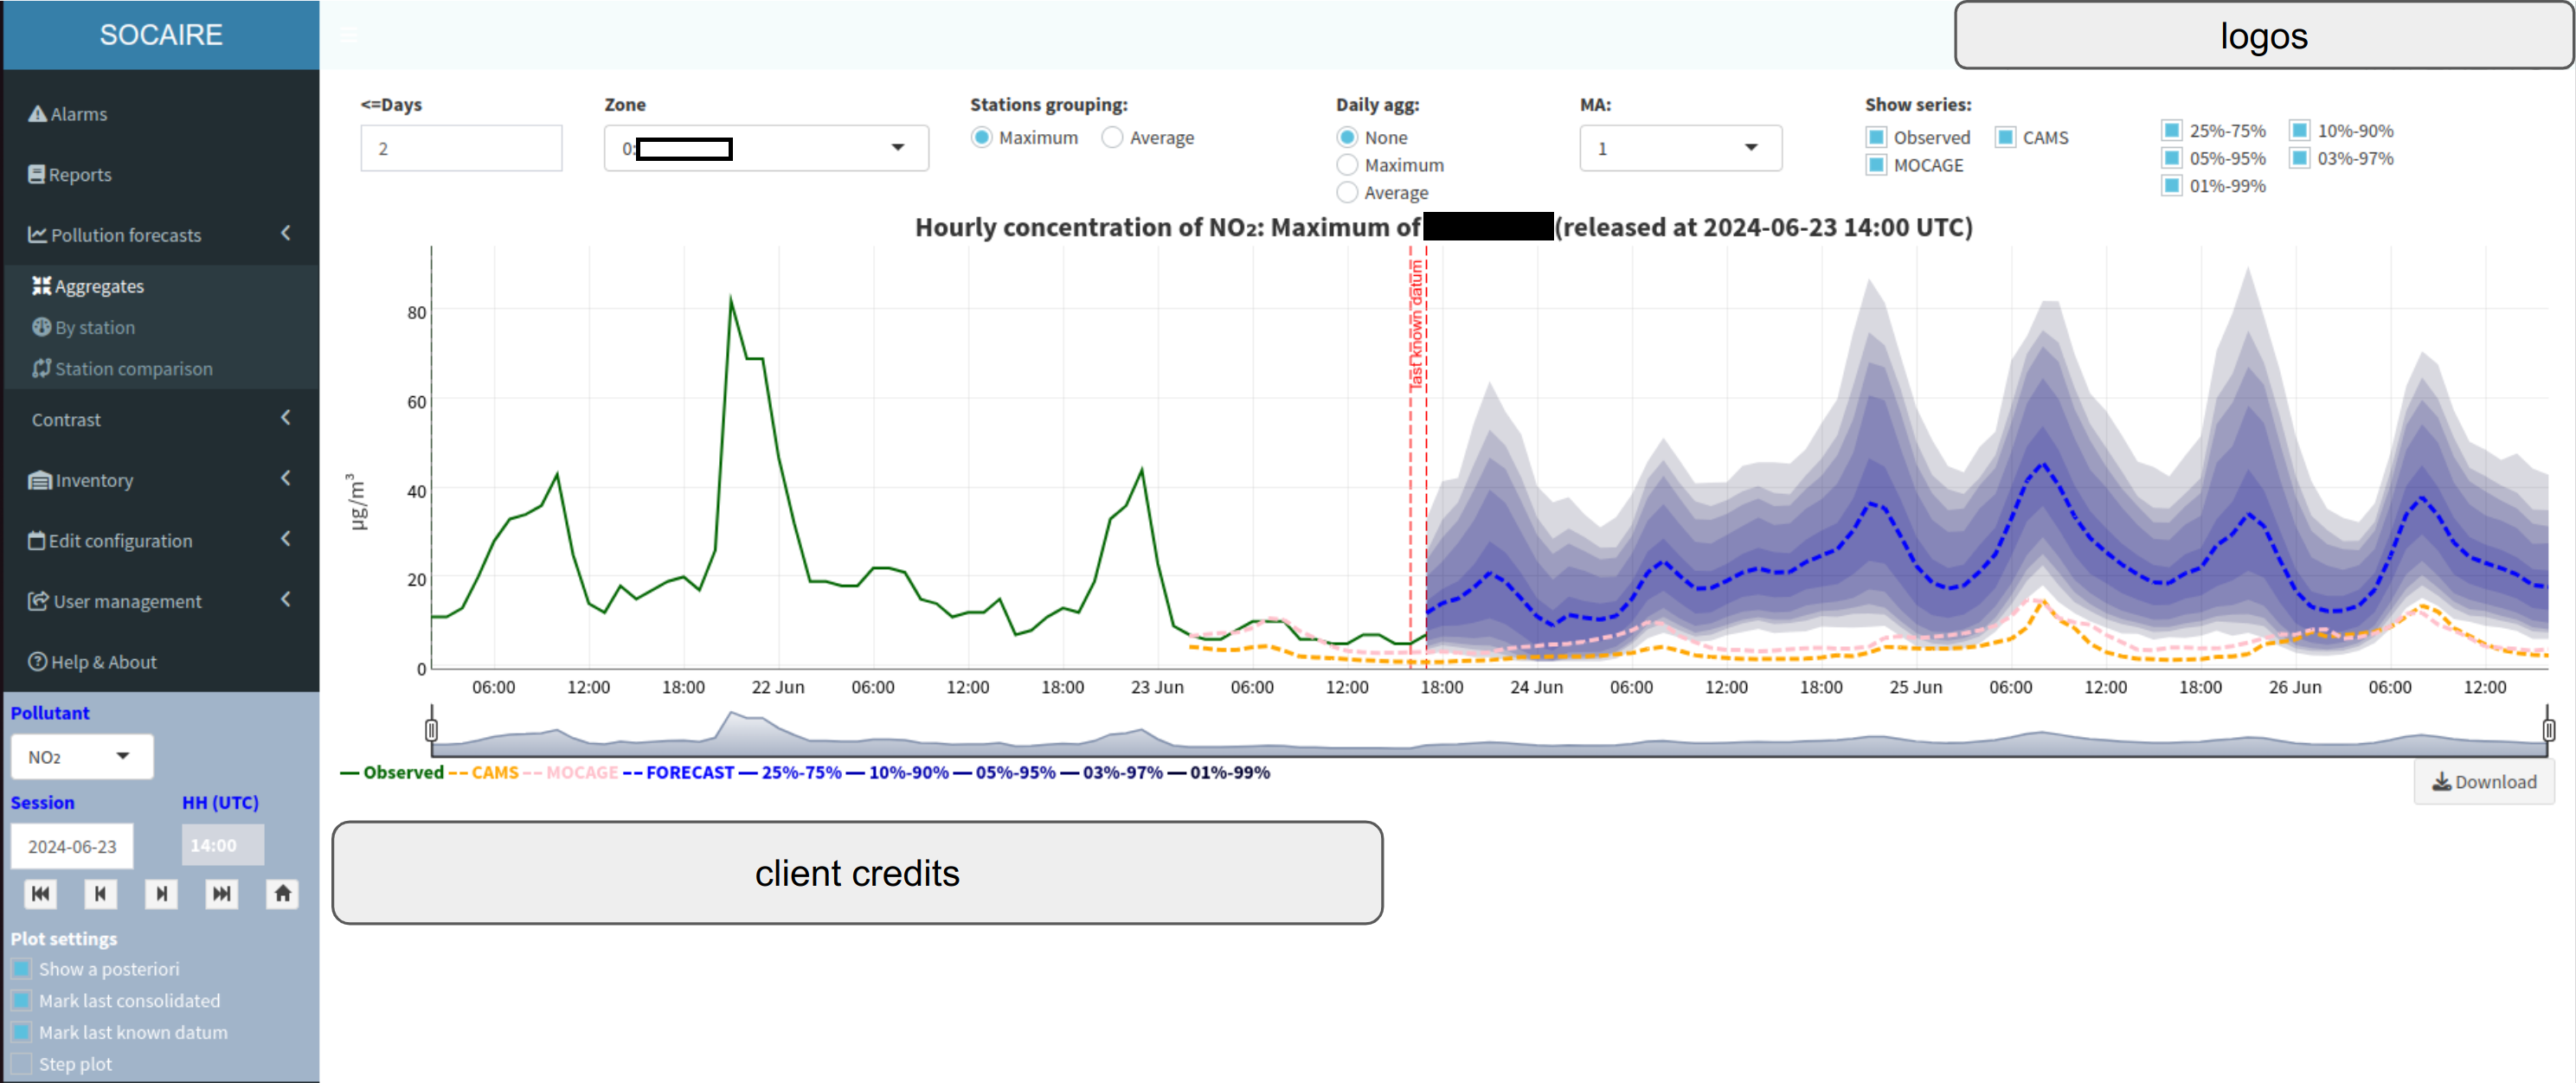 SOCAIRE
logos
Alarms
Reports
Pollution forecasts
Aggregates
By station
Station comparison
Contrast
Inventory
Edit configuration
User management
Help & About
Pollutant
NO₂
Session HH (UTC)
2024-06-23 14:00
Plot settings
Show a posteriori
Mark last consolidated
Mark last known datum
Step plot
<=Days Zone Stations grouping: Daily agg: MA: Show series:
2 0: Maximum Average None 1 Observed CAMS 25%-75% 10%-90%
Maximum MOCAGE 05%-95% 03%-97%
Average 01%-99%
Hourly concentration of NO₂: Maximum of (released at 2024-06-23 14:00 UTC)
last known datum
µg/m³
80
60
40
20
0
06:00 12:00 18:00 22 Jun 06:00 12:00 18:00 23 Jun 06:00 12:00 18:00 24 Jun 06:00 12:00 18:00 25 Jun 06:00 12:00 18:00 26 Jun 06:00 12:00
Observed CAMS MOCAGE FORECAST 25%-75% 10%-90% 05%-95% 03%-97% 01%-99%
Download
client credits